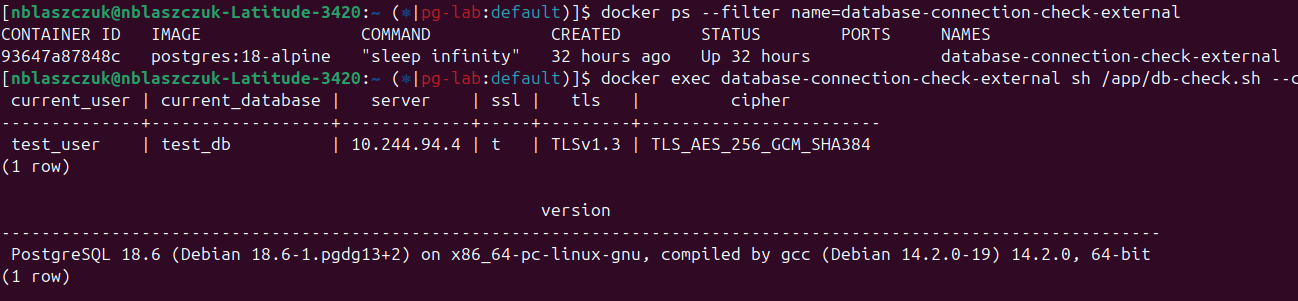 [nblaszczuk@nblaszczuk-Latitude-3420:~ (⎈|pg-lab:default)]$ docker ps --filter name=database-connection-check-external
CONTAINER ID   IMAGE                COMMAND            CREATED        STATUS        PORTS     NAMES
93647a87848c   postgres:18-alpine   "sleep infinity"   32 hours ago   Up 32 hours             database-connection-check-external
[nblaszczuk@nblaszczuk-Latitude-3420:~ (⎈|pg-lab:default)]$ docker exec database-connection-check-external sh /app/db-check.sh --c
 current_user | current_database |   server    | ssl |   tls   |         cipher
--------------+------------------+-------------+-----+---------+------------------------
 test_user    | test_db          | 10.244.94.4 | t   | TLSv1.3 | TLS_AES_256_GCM_SHA384
(1 row)
                                                     version
------------------------------------------------------------------------------------------------------------------
 PostgreSQL 18.6 (Debian 18.6-1.pgdg13+2) on x86_64-pc-linux-gnu, compiled by gcc (Debian 14.2.0-19) 14.2.0, 64-bit
(1 row)